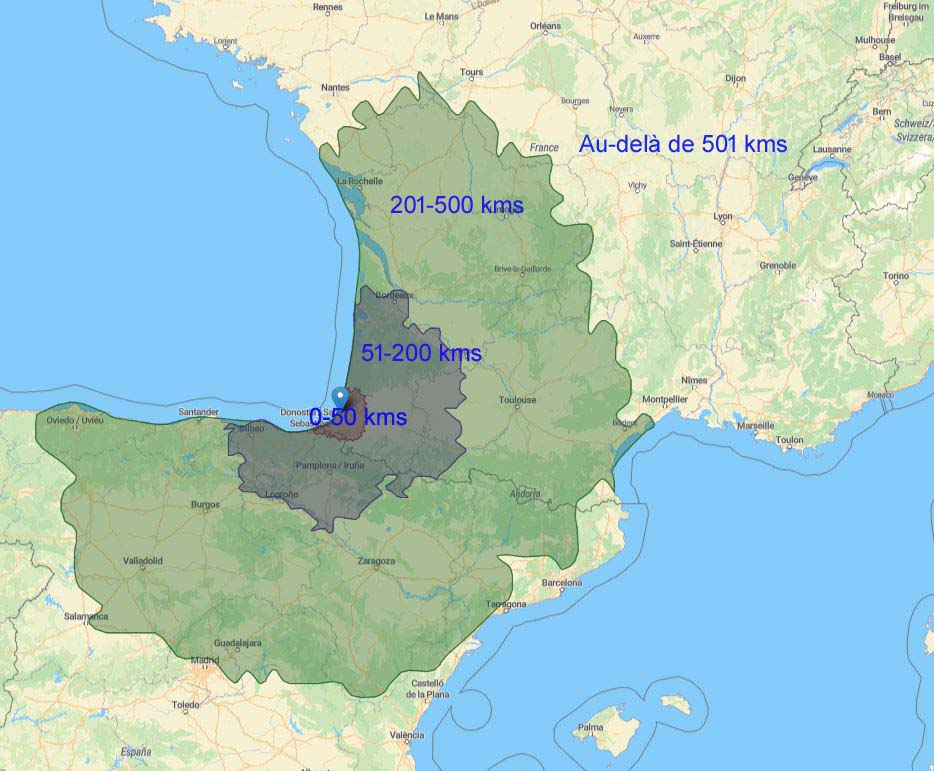 Rennes
Le Mans
Orléans
Auxerre
Freiburg im
Breisgau
Mulhouse
Basel
Lorient
Nantes
Tours
Bourges
Nevers
Dijon
Bern
Schweiz/
Svizzera/
France
Au-delà de 501 kms
Lausanne
Genève
La Rochelle
Vichy
201-500 kms
Lyon
Saint-Étienne
Grenoble
Torino
Brive-la-Gaillarde
Bordeaux
51-200 kms
Nîmes
Monaco
Toulouse
Montpellier
Marseille
Toulon
Béziers
Oviedo / Uviéu
Santander
0-50 kms
Bilbao
Pamplona / Iruña
Logroño
Andorra
Burgos
Valladolid
Zaragoza
Barcelona
Tarragona
Salamanca
Guadalajara
Madrid
Toledo
Castelló
de la Plana
València
Palma
España